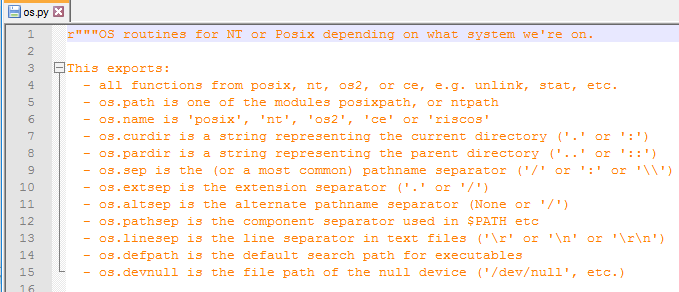 os.py
1 r"""OS routines for NT or Posix depending on what system we're on.
2
3 This exports:
4 - all functions from posix, nt, os2, or ce, e.g. unlink, stat, etc.
5 - os.path is one of the modules posixpath, or ntpath
6 - os.name is 'posix', 'nt', 'os2', 'ce' or 'riscos'
7 - os.curdir is a string representing the current directory ('.' or ':')
8 - os.pardir is a string representing the parent directory ('..' or '::')
9 - os.sep is the (or a most common) pathname separator ('/' or ':' or '\\')
10 - os.extsep is the extension separator ('.' or '/')
11 - os.altsep is the alternate pathname separator (None or '/')
12 - os.pathsep is the component separator used in $PATH etc
13 - os.linesep is the line separator in text files ('\r' or '\n' or '\r\n')
14 - os.defpath is the default search path for executables
15 - os.devnull is the file path of the null device ('/dev/null', etc.)
16